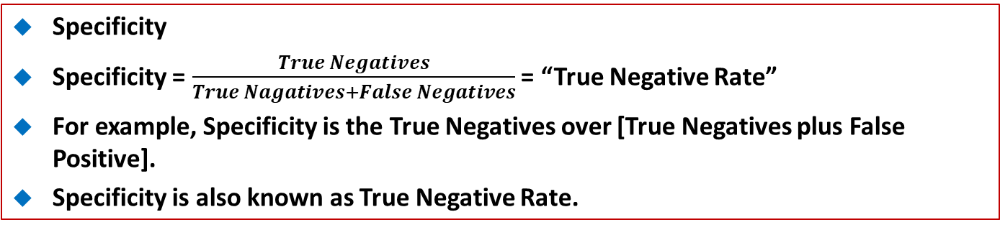 Specificity
Specificity = True Negatives / True Nagatives+False Negatives = “True Negative Rate”
For example, Specificity is the True Negatives over [True Negatives plus False
Positive].
Specificity is also known as True Negative Rate.